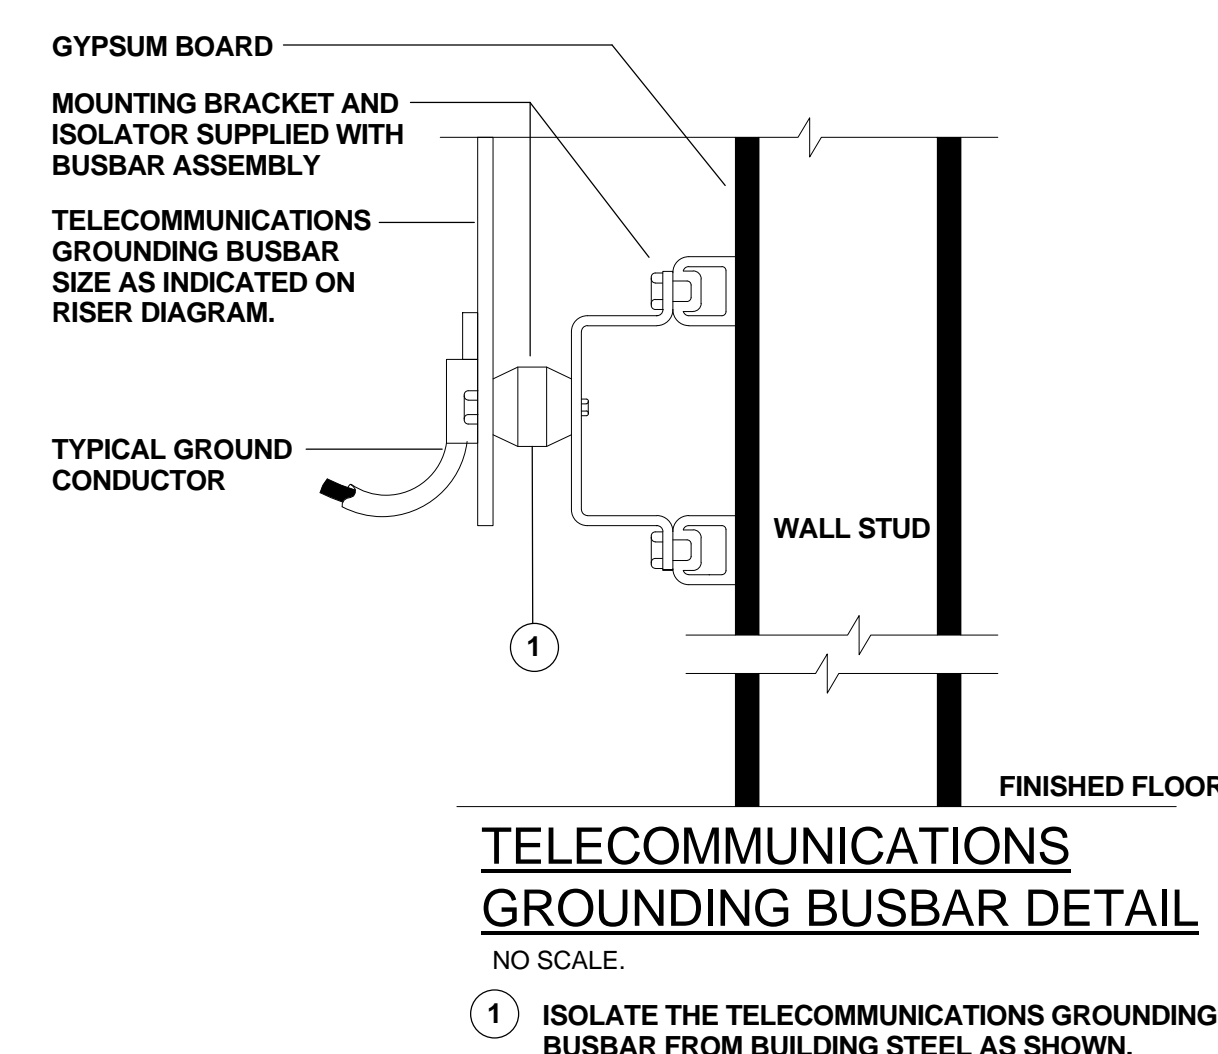 GYPSUM BOARD
MOUNTING BRACKET AND
ISOLATOR SUPPLIED WITH
BUSBAR ASSEMBLY
TELECOMMUNICATIONS
GROUNDING BUSBAR
SIZE AS INDICATED ON
RISER DIAGRAM.
TYPICAL GROUND
CONDUCTOR
WALL STUD
1
FINISHED FLOOR
TELECOMMUNICATIONS
GROUNDING BUSBAR DETAIL
NO SCALE.
1 ISOLATE THE TELECOMMUNICATIONS GROUNDING
BUSBAR FROM BUILDING STEEL AS SHOWN.